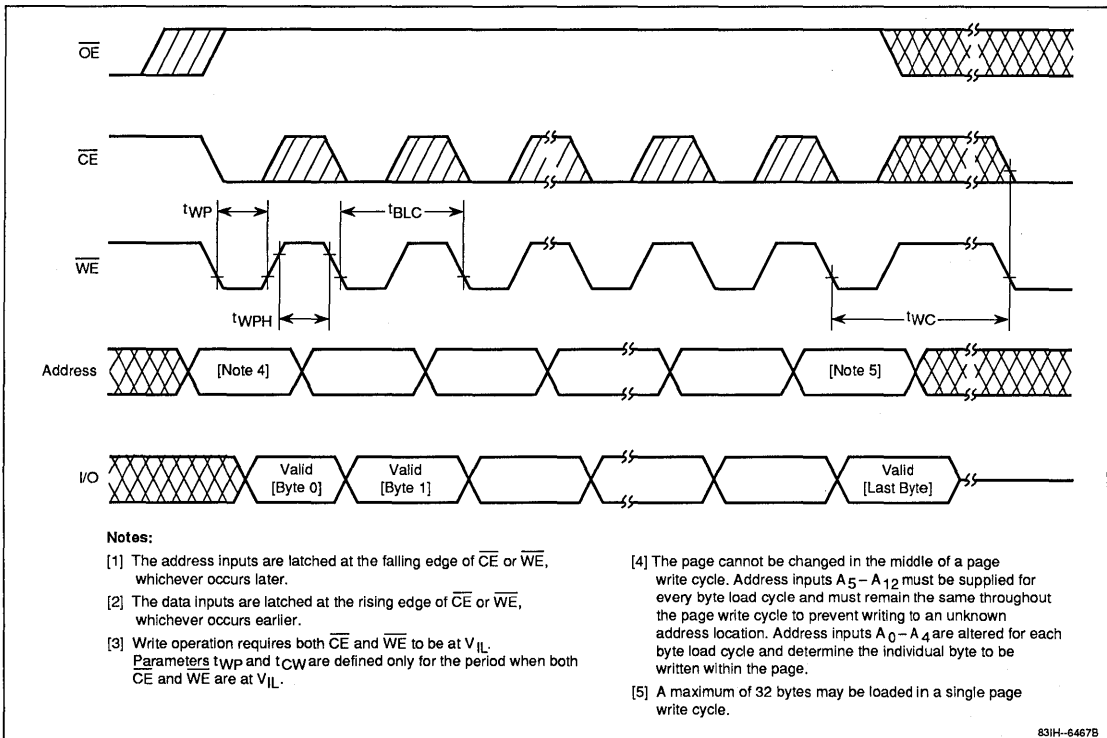 OE
CE
tWP
tBLC
WE
tWPH
tWC
Address
[Note 4]
[Note 5]
I/O
Valid
[Byte 0]
Valid
[Byte 1]
Valid
[Last Byte]
Notes:
[1] The address inputs are latched at the falling edge of CE or WE,
whichever occurs later.
[2] The data inputs are latched at the rising edge of CE or WE,
whichever occurs earlier.
[3] Write operation requires both CE and WE to be at VIL.
Parameters tWP and tCW are defined only for the period when both
CE and WE are at VIL.
[4] The page cannot be changed in the middle of a page
write cycle. Address inputs A5–A12 must be supplied for
every byte load cycle and must remain the same throughout
the page write cycle to prevent writing to an unknown
address location. Address inputs A0–A4 are altered for each
byte load cycle and determine the individual byte to be
written within the page.
[5] A maximum of 32 bytes may be loaded in a single page
write cycle.
83IH--6467B